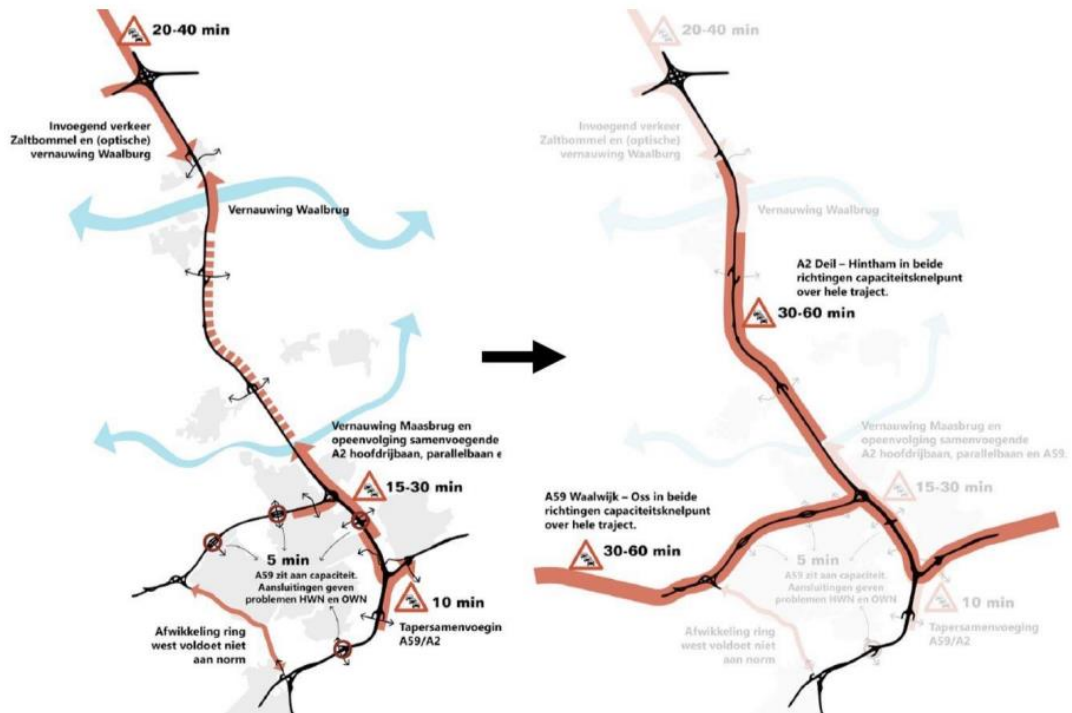 20-40 min
Invoegend verkeer
Zaltbommel en (optische)
vernauwing Waalburg
Vernauwing Waalbrug
Vernauwing Maasbrug en
opeenvolging samenvoegende
A2 hoofdrijbaan, parallelbaan e
15-30 min
5 min
A59 zit aan capaciteit.
Aansluitingen geven
problemen HWN en OWN
10 min
Tapersamenvoeging
A59/A2
Afwikkeling ring
west voldoet niet
aan norm
20-40 min
Invoegend verkeer
Zaltbommel en (optische)
vernauwing Waalburg
Vernauwing Waalbrug
A2 Deil – Hintham in beide
richtingen capaciteitsknelpunt
over hele traject.
30-60 min
Vernauwing Maasbrug en
opeenvolging samenvoegende
A2 hoofdrijbaan, parallelbaan en A59.
15-30 min
A59 Waalwijk – Oss in beide
richtingen capaciteitsknelpunt
over hele traject.
30-60 min
5 min
A59 zit aan capaciteit.
Aansluitingen geven
problemen HWN en OWN
10 min
Tapersamenvoeging
A59/A2
Afwikkeling ring
west voldoet niet
aan norm